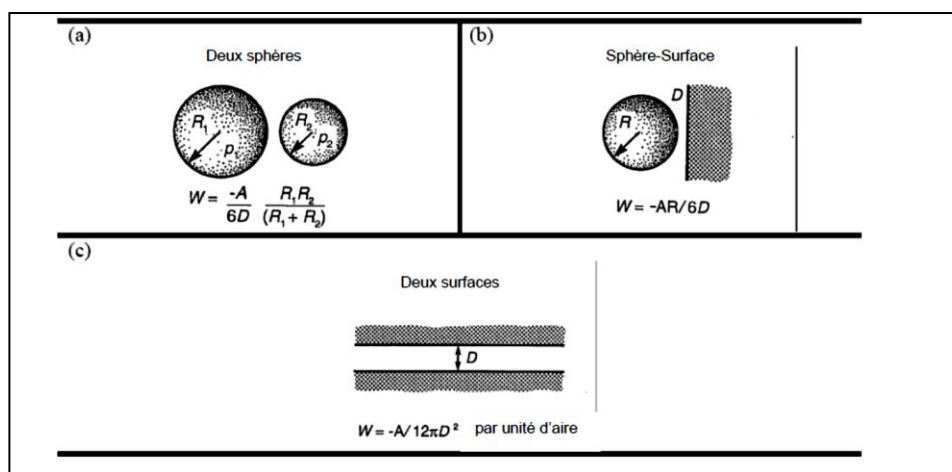 (a)
Deux sphères
R₁
p₁
R₂
p₂
W = -A/6D R₁R₂/(R₁ + R₂)
(b)
Sphère-Surface
R
D
W = -AR/6D
(c)
Deux surfaces
D
W = -A/12πD² par unité d'aire